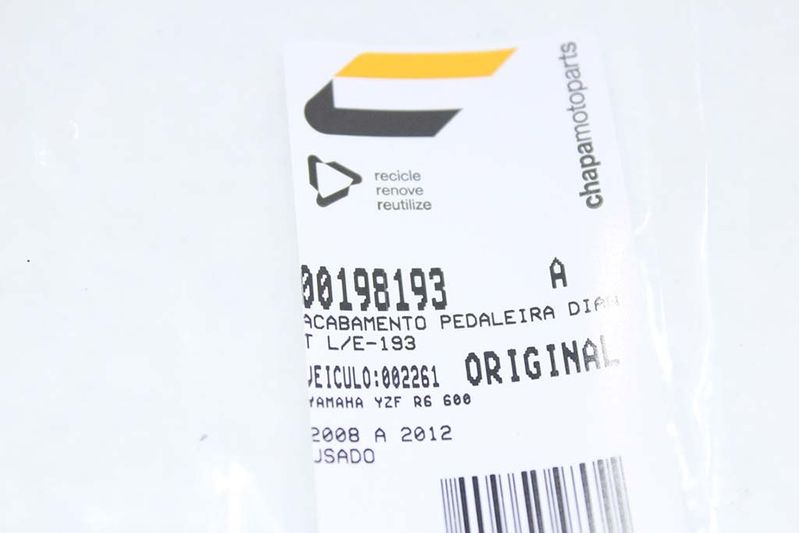 chapamotoparts
recicle
renove
reutilize
00198193 A
ACABAMENTO PEDALEIRA DIAN
T L/E-193
VEICULO:002261 ORIGINAL
YAMAHA YZF R6 600
2008 A 2012
USADO